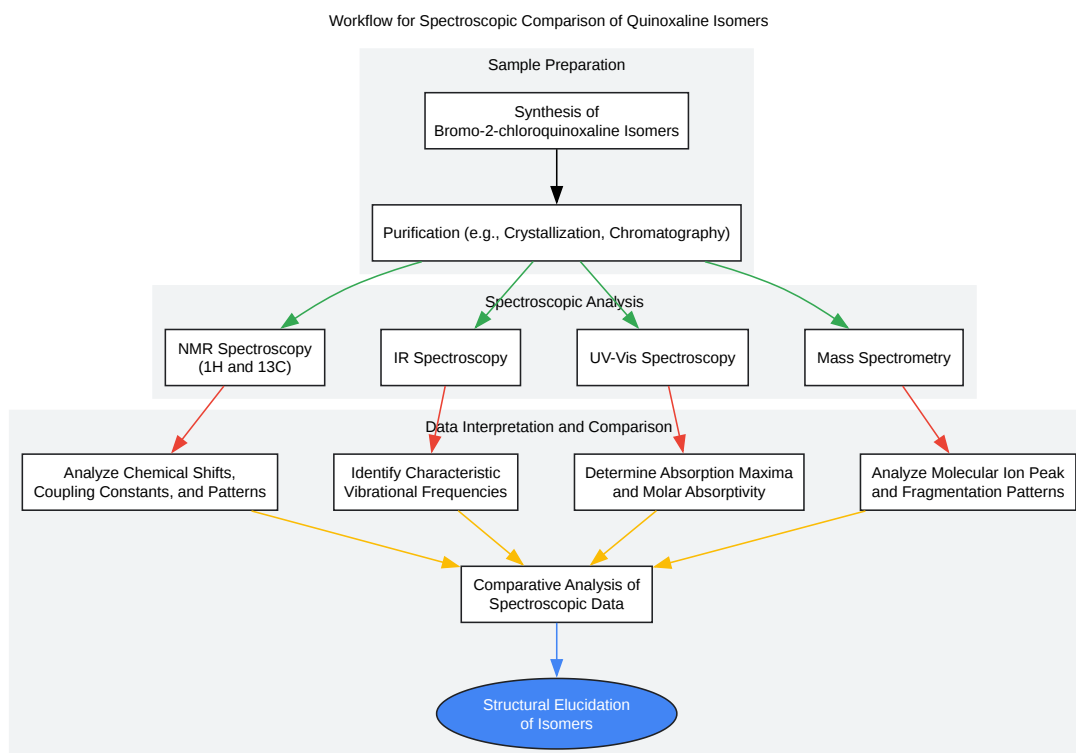 Workflow for Spectroscopic Comparison of Quinoxaline Isomers
Sample Preparation
Synthesis of
Bromo-2-chloroquinoxaline Isomers
Purification (e.g., Crystallization, Chromatography)
Spectroscopic Analysis
NMR Spectroscopy
(1H and 13C)
IR Spectroscopy
UV-Vis Spectroscopy
Mass Spectrometry
Data Interpretation and Comparison
Analyze Chemical Shifts,
Coupling Constants, and Patterns
Identify Characteristic
Vibrational Frequencies
Determine Absorption Maxima
and Molar Absorptivity
Analyze Molecular Ion Peak
and Fragmentation Patterns
Comparative Analysis of
Spectroscopic Data
Structural Elucidation
of Isomers